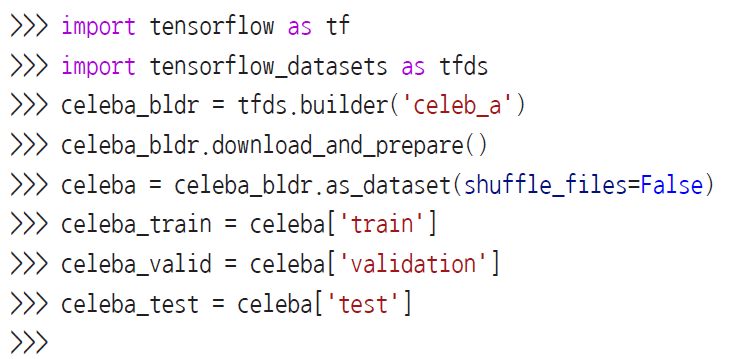 >>> import tensorflow as tf
>>> import tensorflow_datasets as tfds
>>> celeba_bldr = tfds.builder('celeb_a')
>>> celeba_bldr.download_and_prepare()
>>> celeba = celeba_bldr.as_dataset(shuffle_files=False)
>>> celeba_train = celeba['train']
>>> celeba_valid = celeba['validation']
>>> celeba_test = celeba['test']
>>>